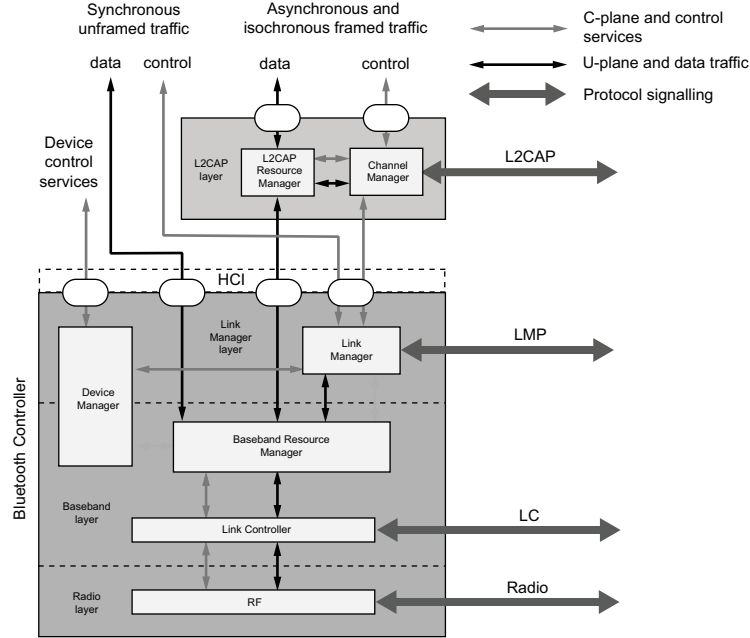 Synchronous
unframed traffic
Asynchronous and
isochronous framed traffic
C-plane and control
services
U-plane and data traffic
Protocol signalling
data
control
data
control
Device
control
services
L2CAP
layer
L2CAP
Resource
Manager
Channel
Manager
L2CAP
HCI
Link
Manager
layer
Link
Manager
LMP
Device
Manager
Baseband Resource
Manager
Bluetooth Controller
Baseband
layer
Link Controller
LC
Radio
layer
RF
Radio